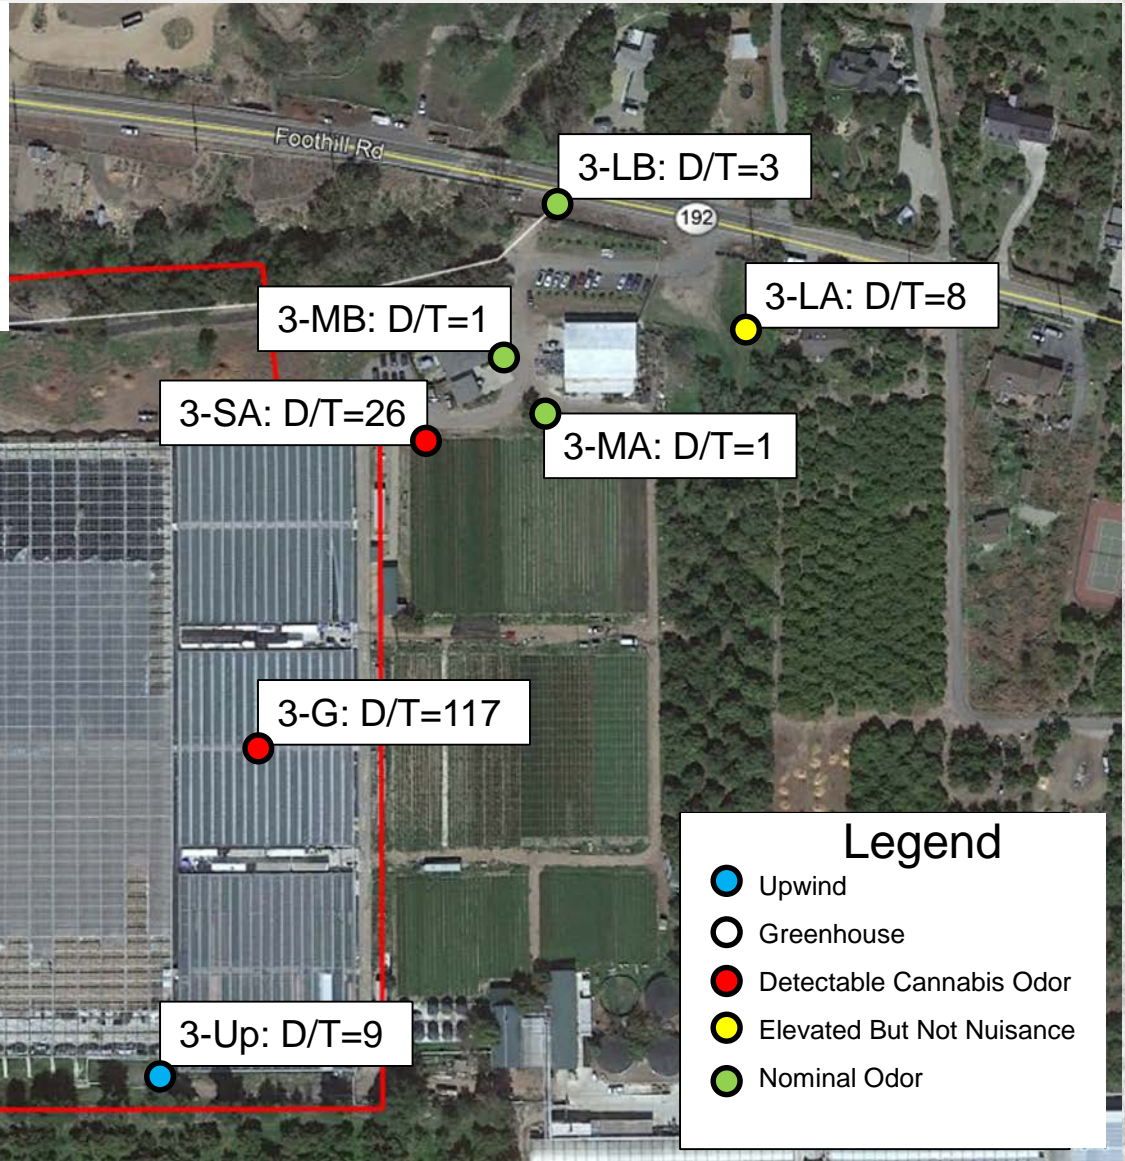 Foothill Rd
3-LB: D/T=3
192
3-LA: D/T=8
3-MB: D/T=1
3-SA: D/T=26
3-MA: D/T=1
3-G: D/T=117
3-Up: D/T=9
Legend
Upwind
Greenhouse
Detectable Cannabis Odor
Elevated But Not Nuisance
Nominal Odor